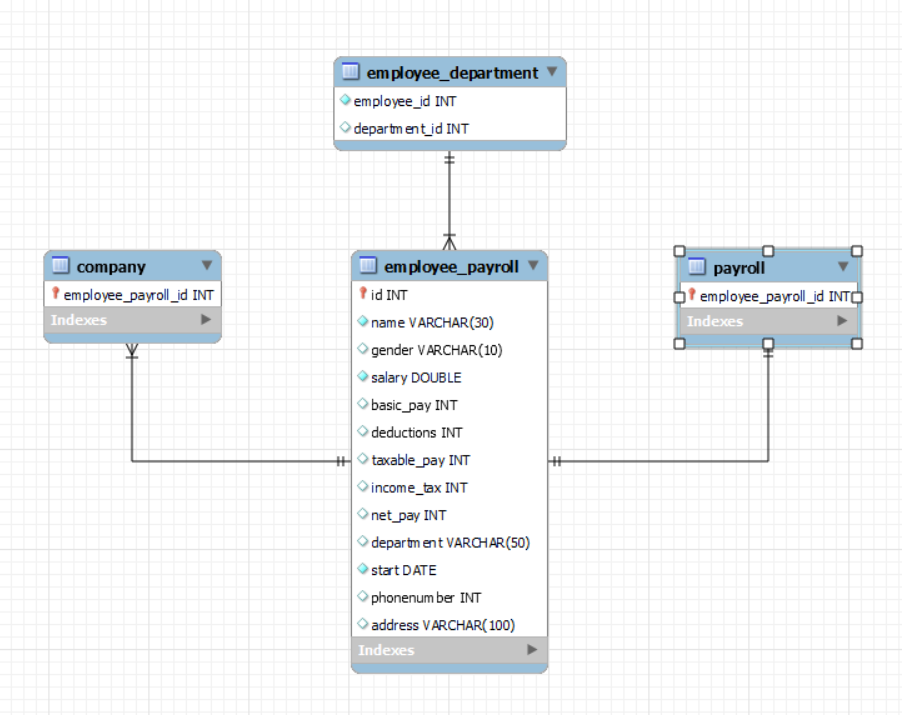 employee_department
employee_id INT
department_id INT
company
employee_payroll_id INT
Indexes
employee_payroll
id INT
name VARCHAR(30)
gender VARCHAR(10)
salary DOUBLE
basic_pay INT
deductions INT
taxable_pay INT
income_tax INT
net_pay INT
department VARCHAR(50)
start DATE
phonenumber INT
address VARCHAR(100)
Indexes
payroll
employee_payroll_id INT
Indexes